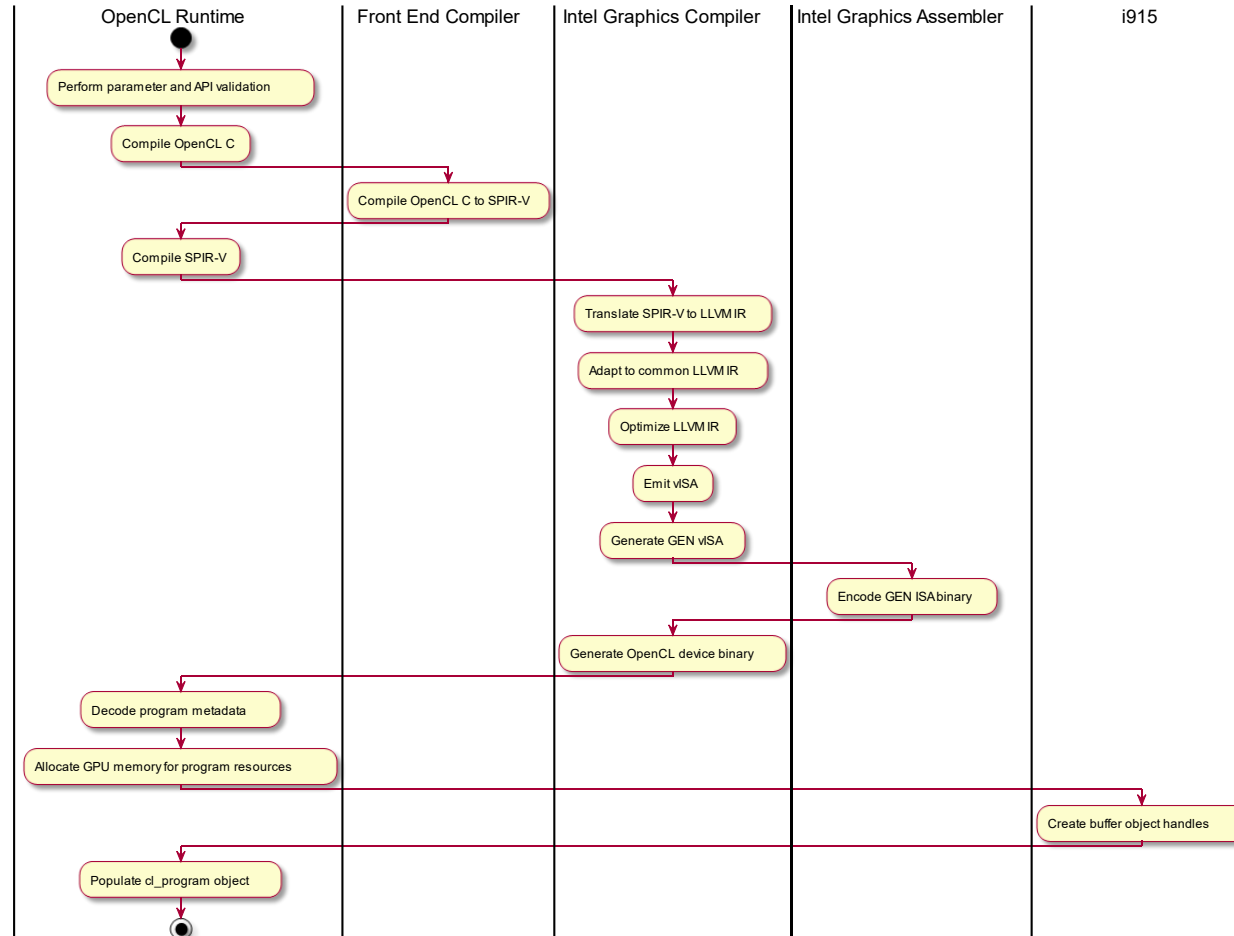 OpenCL Runtime
Front End Compiler
Intel Graphics Compiler
Intel Graphics Assembler
i915
Perform parameter and API validation
Compile OpenCL C
Compile OpenCL C to SPIR-V
Compile SPIR-V
Translate SPIR-V to LLVM IR
Adapt to common LLVM IR
Optimize LLVM IR
Emit vISA
Generate GEN vISA
Encode GEN ISA binary
Generate OpenCL device binary
Decode program metadata
Allocate GPU memory for program resources
Create buffer object handles
Populate cl_program object